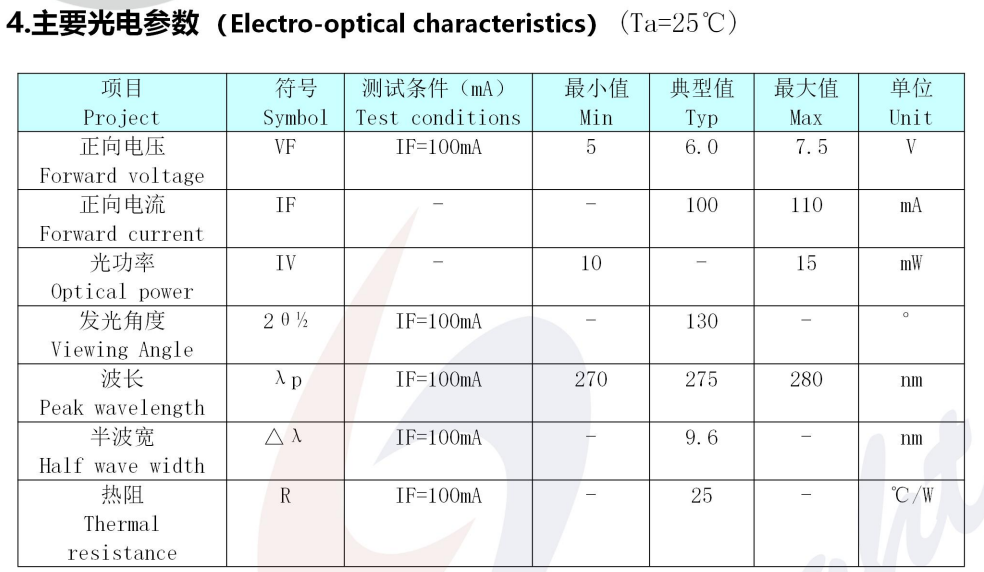 4.主要光电参数（Electro-optical characteristics）（Ta=25℃）
项目 符号 测试条件（mA） 最小值 典型值 最大值 单位
Project Symbol Test conditions Min Typ Max Unit
正向电压 VF IF=100mA 5 6.0 7.5 V
Forward voltage
正向电流 IF － － 100 110 mA
Forward current
光功率 IV － 10 － 15 mW
Optical power
发光角度 2θ½ IF=100mA － 130 － °
Viewing Angle
波长 λp IF=100mA 270 275 280 nm
Peak wavelength
半波宽 △λ IF=100mA － 9.6 － nm
Half wave width
热阻 R IF=100mA － 25 － ℃/W
Thermal
resistance